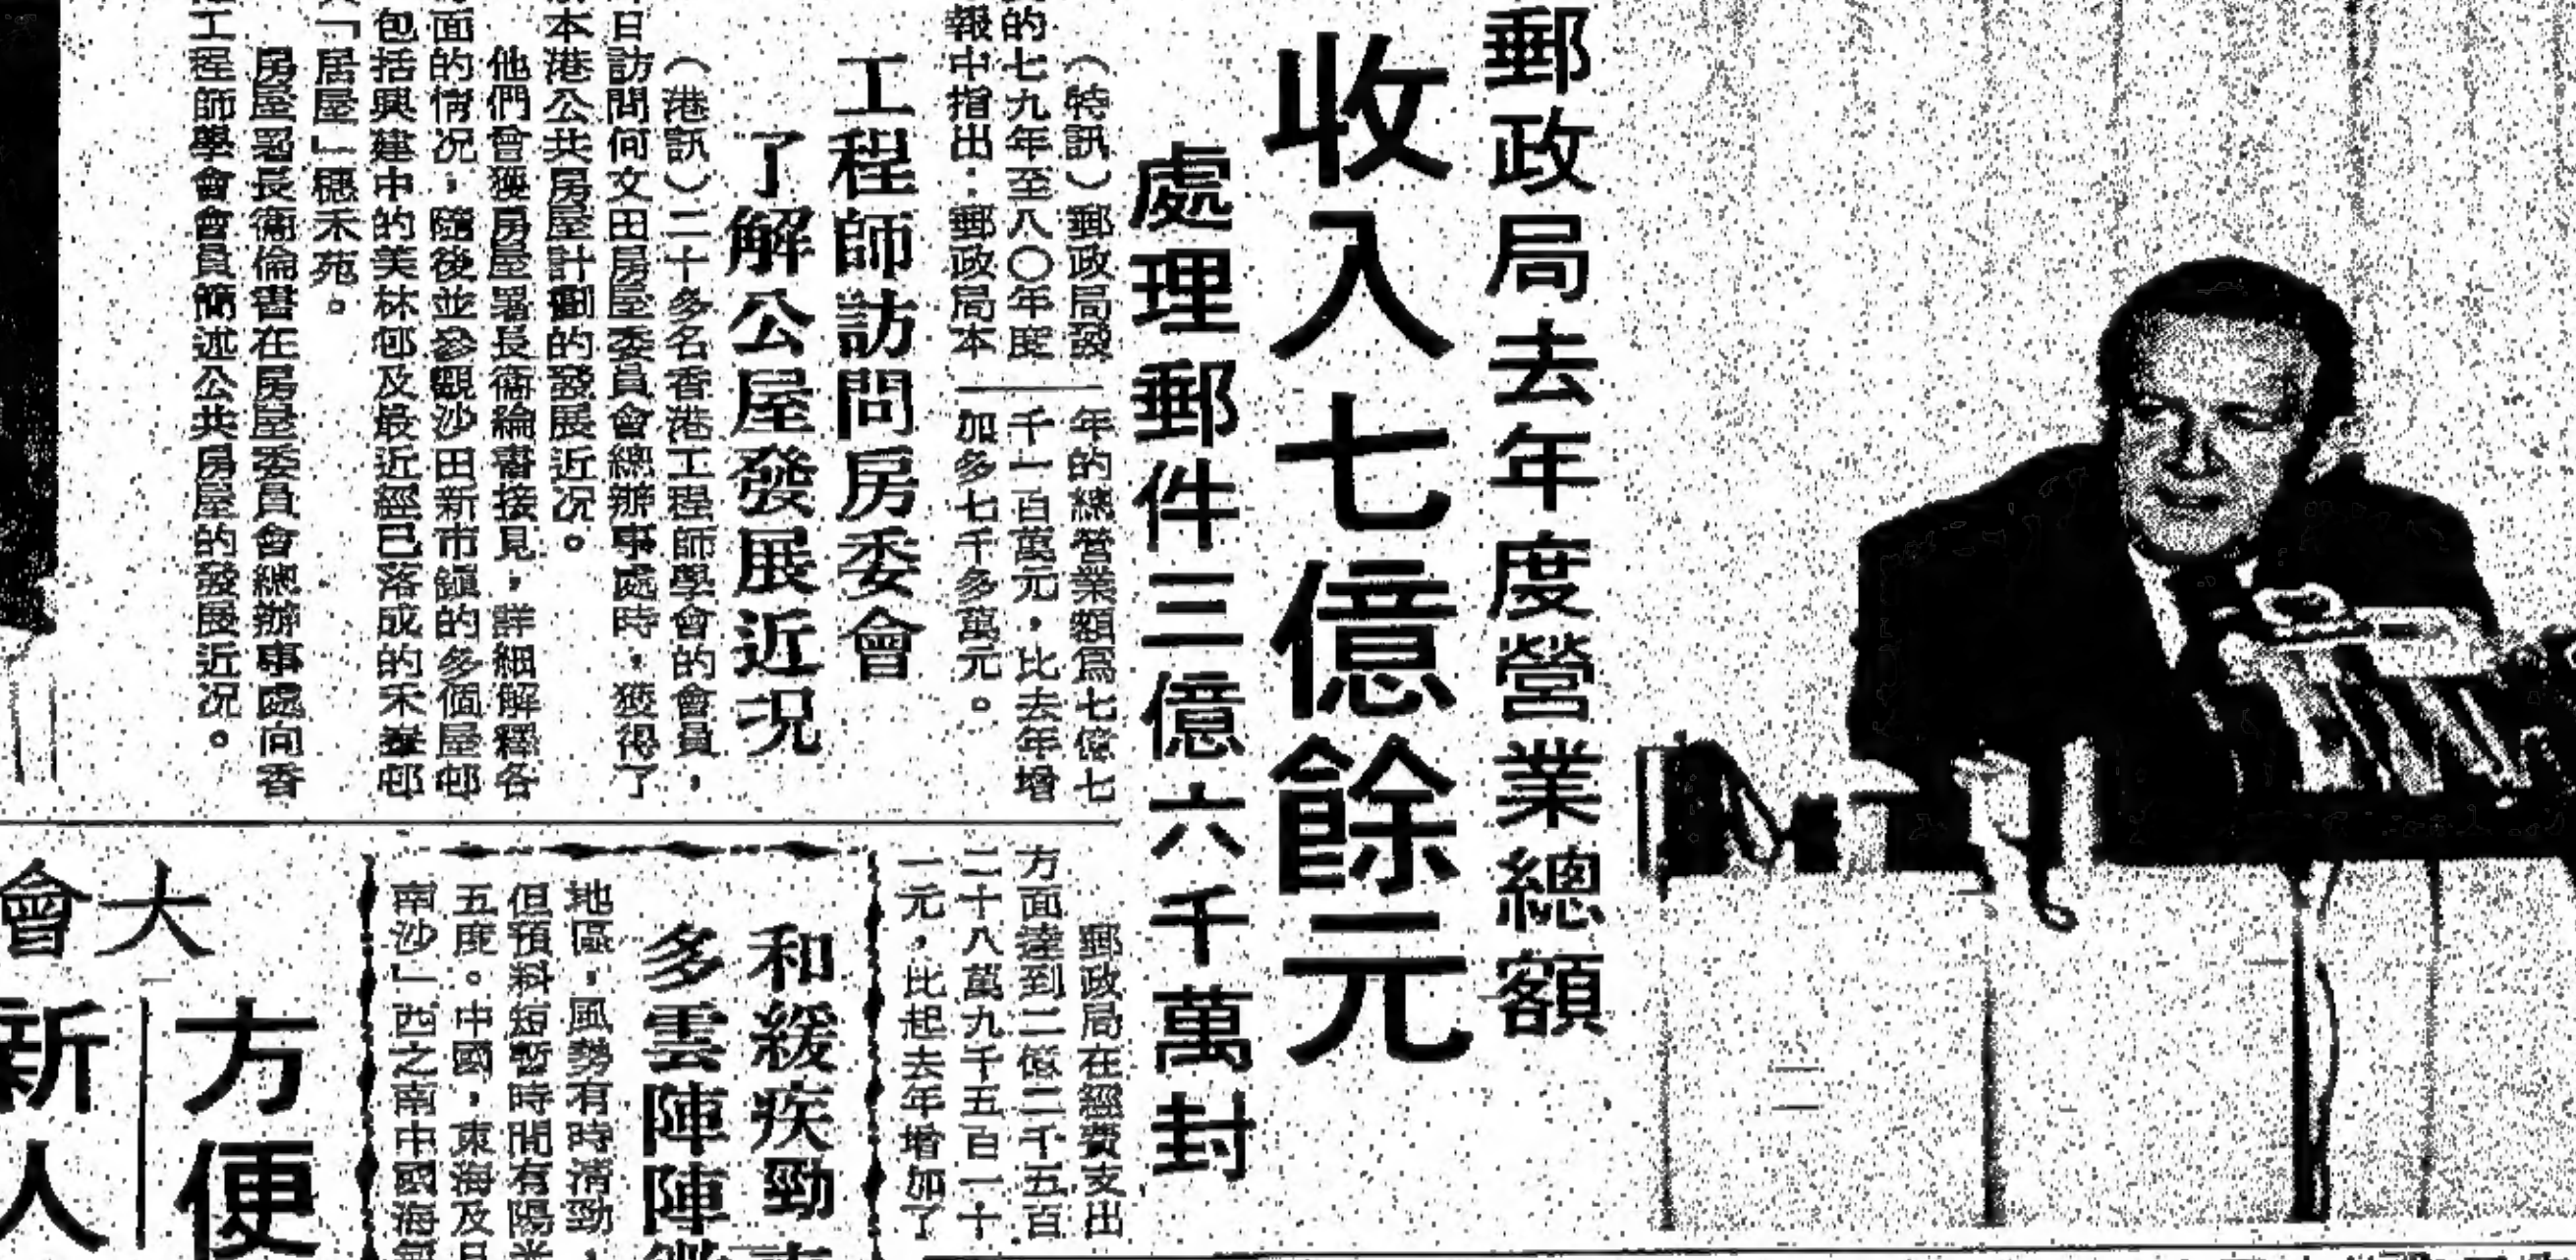 郵政局去年度營業總額
收入七億餘元
處理郵件三億六千萬封
(特訊)郵政局發
的七九年至八〇年度
報中指出:郵政局本
年的總營業額爲七億七
千一百萬元,比去年增
加多七千多萬元。
郵政局在經費支出
方面達到二億二千五百
二十八萬九千五百一十
一元,比起去年增加了
工程師訪問房委會
了解公屋發展近況
(港訊)二十多名香港工程師學會的會員,
日訪問何文田房屋委員會總辦事處時,獲得了
本港公共房屋計劃的發展近况。
他們會獲房屋署長衞綸書接見,詳細解釋各
面的情况,隨後並參觀沙田新市鎮的多個屋邨
包括興建中的美林邨及最近經已落成的禾輋邨
「居屋」穗禾苑。
房屋署長衞倫書在房屋委員會總辦事處向香
工程師學會會員簡述公共房屋的發展近况。
和緩疾勁
多雲陣陣
地區,風勢有時清勁,
但預料短暫時間有陽光
五度。中國,東海及
南沙」西之南中國海
大會
方便
新人